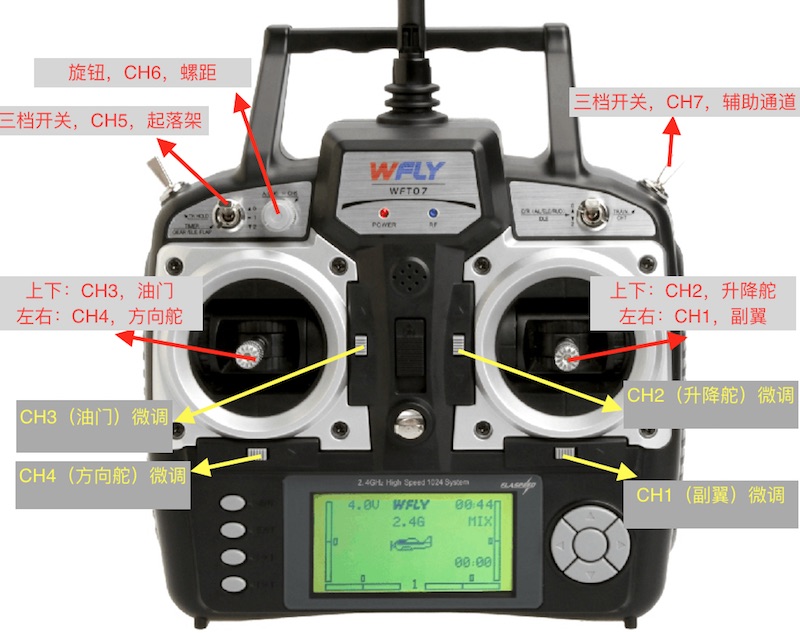 旋钮，CH6，螺距
三档开关，CH5，起落架
三档开关，CH7，辅助通道
WFLY
WFT07
POWER
RF
上下：CH3，油门
左右：CH4，方向舵
上下：CH2，升降舵
左右：CH1，副翼
CH3（油门）微调
CH2（升降舵）微调
CH4（方向舵）微调
CH1（副翼）微调
2.4GHz High Speed 1024 System
4.0V WFLY 00:44
2.4G MIX
00:00
1